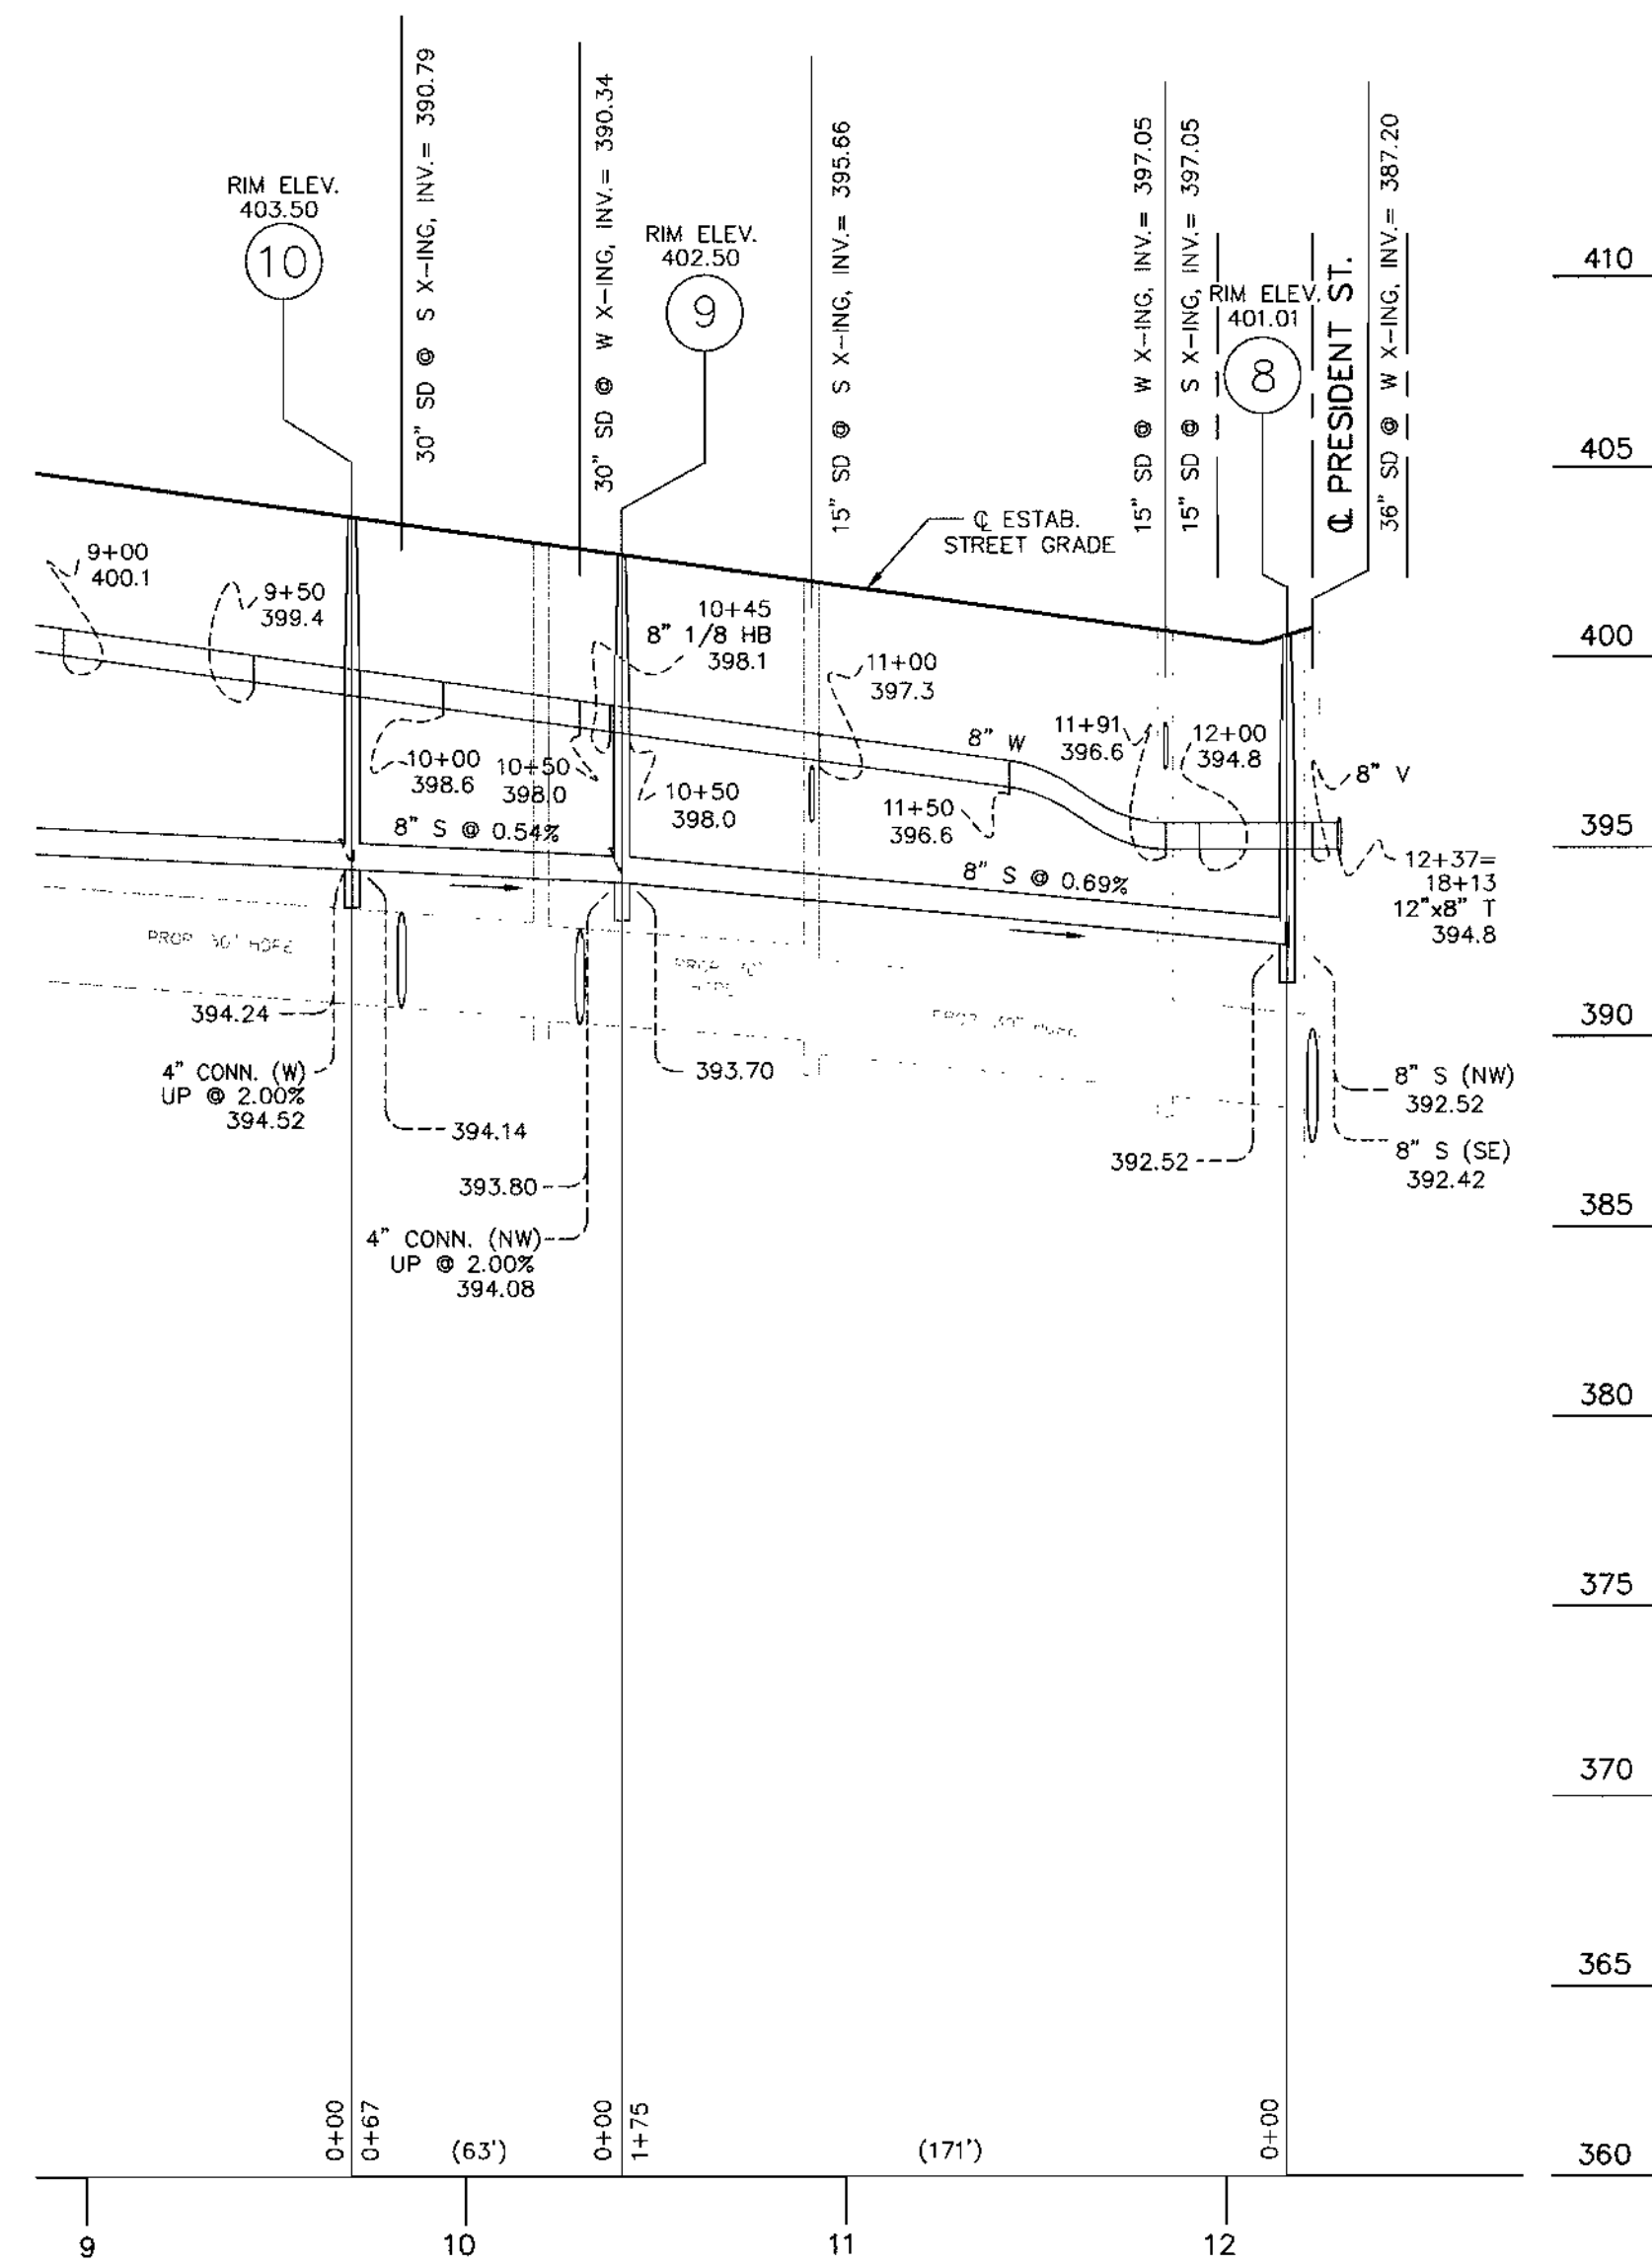 30" SD @ S X-ING, INV.= 390.79
30" SD @ W X-ING, INV.= 390.34
15" SD @ S X-ING, INV.= 395.66
15" SD @ W X-ING, INV.= 397.05
15" SD @ S X-ING, INV.= 397.05
36" SD @ W X-ING, INV.= 387.20
℄ PRESIDENT ST.
RIM ELEV.
403.50
10
RIM ELEV.
402.50
9
RIM ELEV.
401.01
8
℄ ESTAB.
STREET GRADE
9+00
400.1
9+50
399.4
10+00
398.6
10+50
398.0
10+45
8" 1/8 HB
398.1
10+50
398.0
11+00
397.3
8" W
11+50
396.6
11+91
396.6
12+00
394.8
8" V
12+37=
18+13
12"x8" T
394.8
8" S @ 0.54%
8" S @ 0.69%
PROP
PROP
PROP
394.24
4" CONN. (W)
UP @ 2.00%
394.52
394.14
393.80
4" CONN. (NW)
UP @ 2.00%
394.08
393.70
392.52
8" S (NW)
392.52
8" S (SE)
392.42
410
405
400
395
390
385
380
375
370
365
360
0+00
0+67
(63')
0+00
1+75
(171')
0+00
9
10
11
12